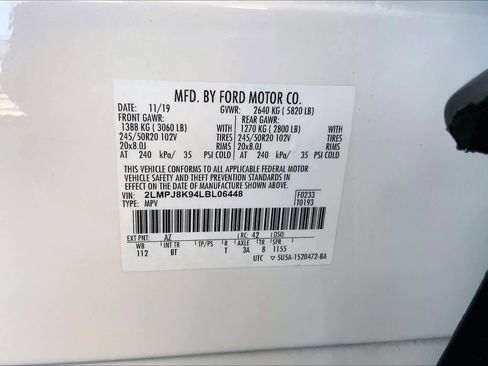 MFD. BY FORD MOTOR CO.
DATE: 11/19 GVWR: 2640 KG ( 5820 LB)
FRONT GAWR: REAR GAWR:
1388 KG ( 3060 LB) WITH 1270 KG ( 2800 LB) WITH
245/50R20 102V TIRES 245/50R20 102V TIRES
20x8.0J RIMS 20x8.0J RIMS
AT 240 kPa/ 35 PSI COLD AT 240 kPa/ 35 PSI COLD
THIS VEHICLE CONFORMS TO ALL APPLICABLE FEDERAL MOTOR
VEHICLE SAFETY AND THEFT PREVENTION STANDARDS IN
EFFECT ON THE DATE OF MANUFACTURE SHOWN ABOVE.
VIN: 2LMPJ8K94LBL06448 F0233
TYPE: MPV T0193
EXT PNT: AZ RC: 42 DSO:
WB INT TR TP/PS R AXLE TR SPR
112 BT T 3A 8 1155
UTC ▽ 5U5A-1520472-BA